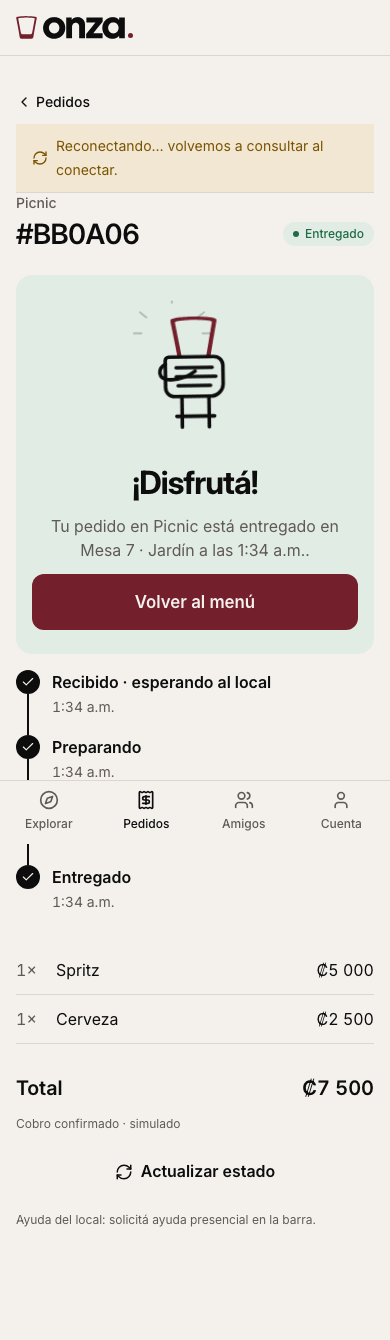 onza.
Pedidos
Reconectando... volvemos a consultar al
conectar.
Picnic
#BB0A06
Entregado
¡Disfrutá!
Tu pedido en Picnic está entregado en
Mesa 7 · Jardín a las 1:34 a.m..
Volver al menú
Recibido · esperando al local
1:34 a.m.
Preparando
1:34 a.m.
Explorar
Pedidos
Amigos
Cuenta
Entregado
1:34 a.m.
1× Spritz ₡5 000
1× Cerveza ₡2 500
Total ₡7 500
Cobro confirmado · simulado
Actualizar estado
Ayuda del local: solicitá ayuda presencial en la barra.